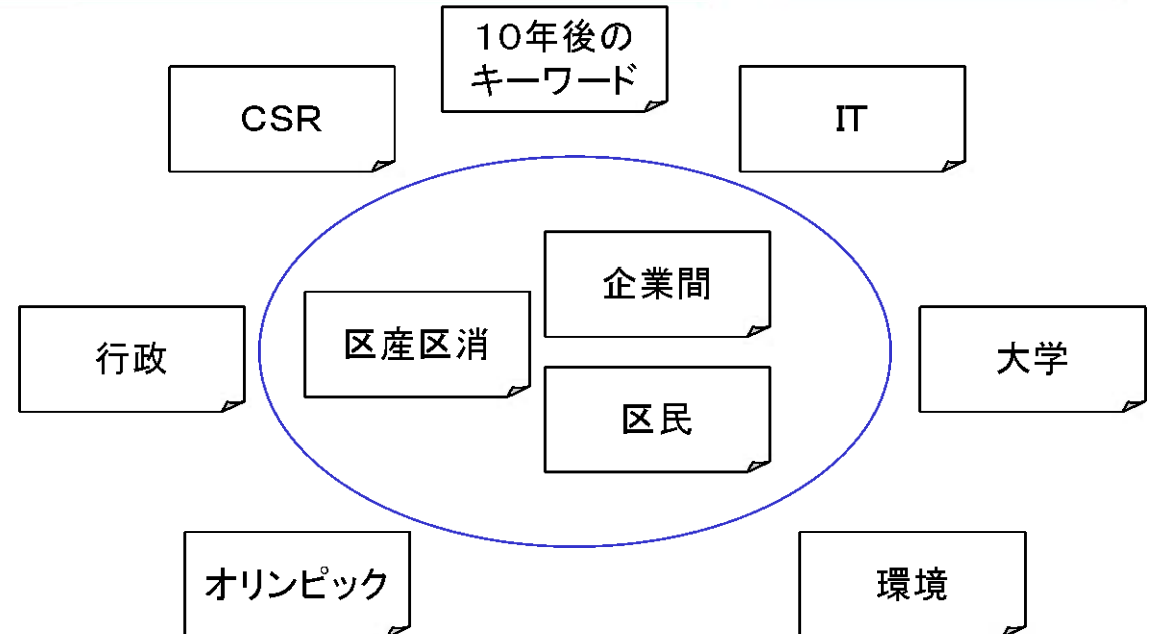 10年後の
キーワード
CSR
IT
企業間
区産区消
行政
大学
区民
オリンピック
環境